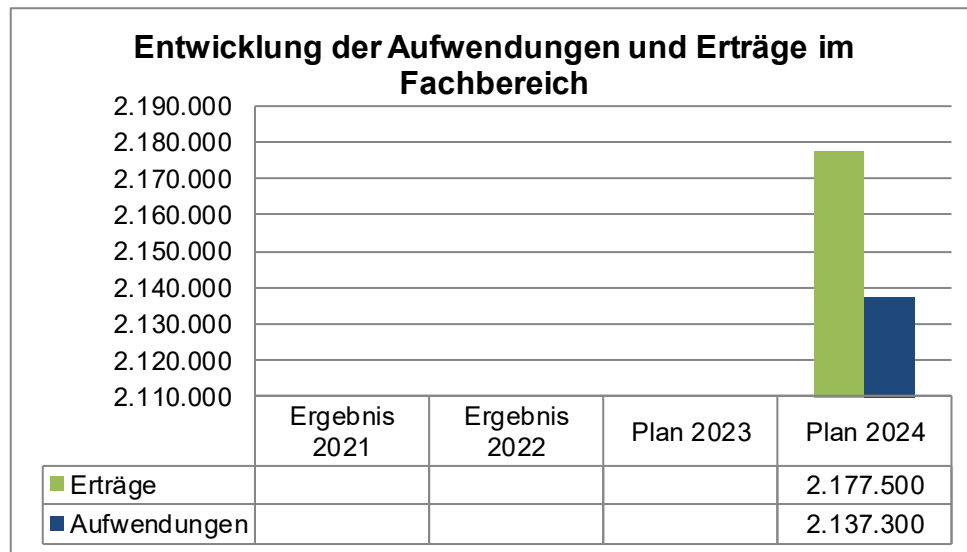 Entwicklung der Aufwendungen und Erträge im
Fachbereich
2.190.000
2.180.000
2.170.000
2.160.000
2.150.000
2.140.000
2.130.000
2.120.000
2.110.000
Ergebnis 2021
Ergebnis 2022
Plan 2023
Plan 2024
Erträge 2.177.500
Aufwendungen 2.137.300